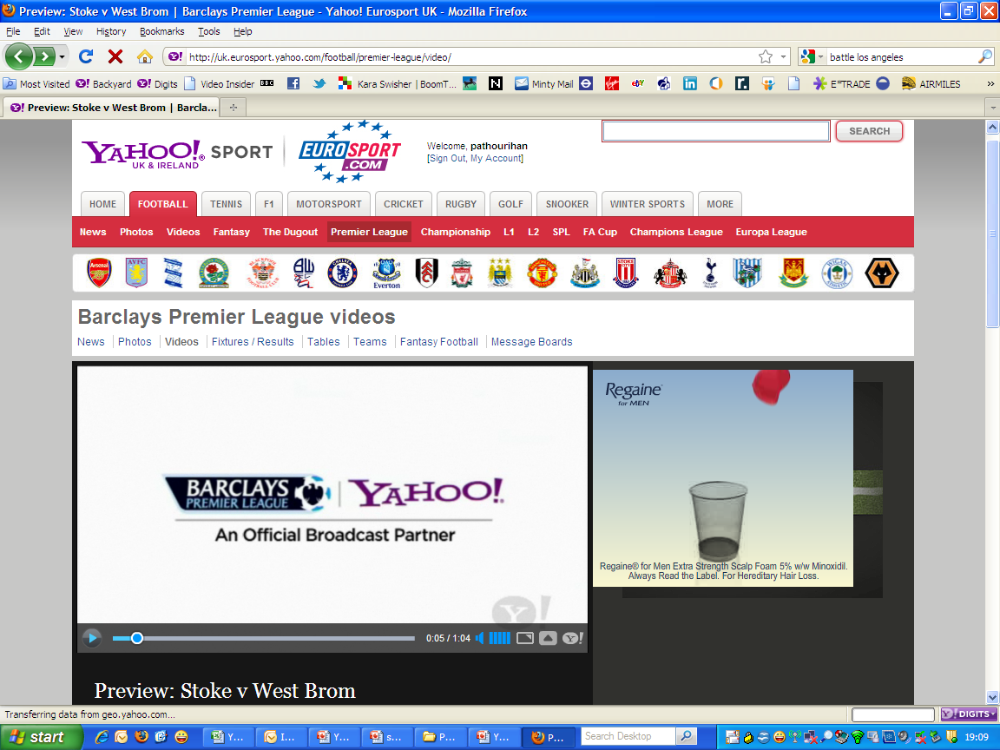 Preview: Stoke v West Brom | Barclays Premier League - Yahoo! Eurosport UK - Mozilla Firefox
File Edit View History Bookmarks Tools Help
http://uk.eurosport.yahoo.com/football/premier-league/video/ battle los angeles
Most Visited Backyard Digits Video Insider BBC Kara Swisher | BoomT... N Minty Mail ebY in r. E*TRADE AIRMILES »
Preview: Stoke v West Brom | Barcla...
YAHOO! UK & IRELAND SPORT
EUROSPORT.COM
Welcome, pathourihan
[Sign Out, My Account]
SEARCH
HOME FOOTBALL TENNIS F1 MOTORSPORT CRICKET RUGBY GOLF SNOOKER WINTER SPORTS MORE
News Photos Videos Fantasy The Dugout Premier League Championship L1 L2 SPL FA Cup Champions League Europa League
Arsenal AVFC Everton
Barclays Premier League videos
News Photos Videos Fixtures / Results Tables Teams Fantasy Football Message Boards
BARCLAYS PREMIER LEAGUE | YAHOO!
An Official Broadcast Partner
Y!
0:05 / 1:04 Y!
Preview: Stoke v West Brom
Regaine for MEN
Regaine® for Men Extra Strength Scalp Foam 5% w/w Minoxidil.
Always Read the Label. For Hereditary Hair Loss.
Transferring data from geo.yahoo.com... Y! DIGITS
start Y... I... Y... s... P... Y... P... Search Desktop 19:09